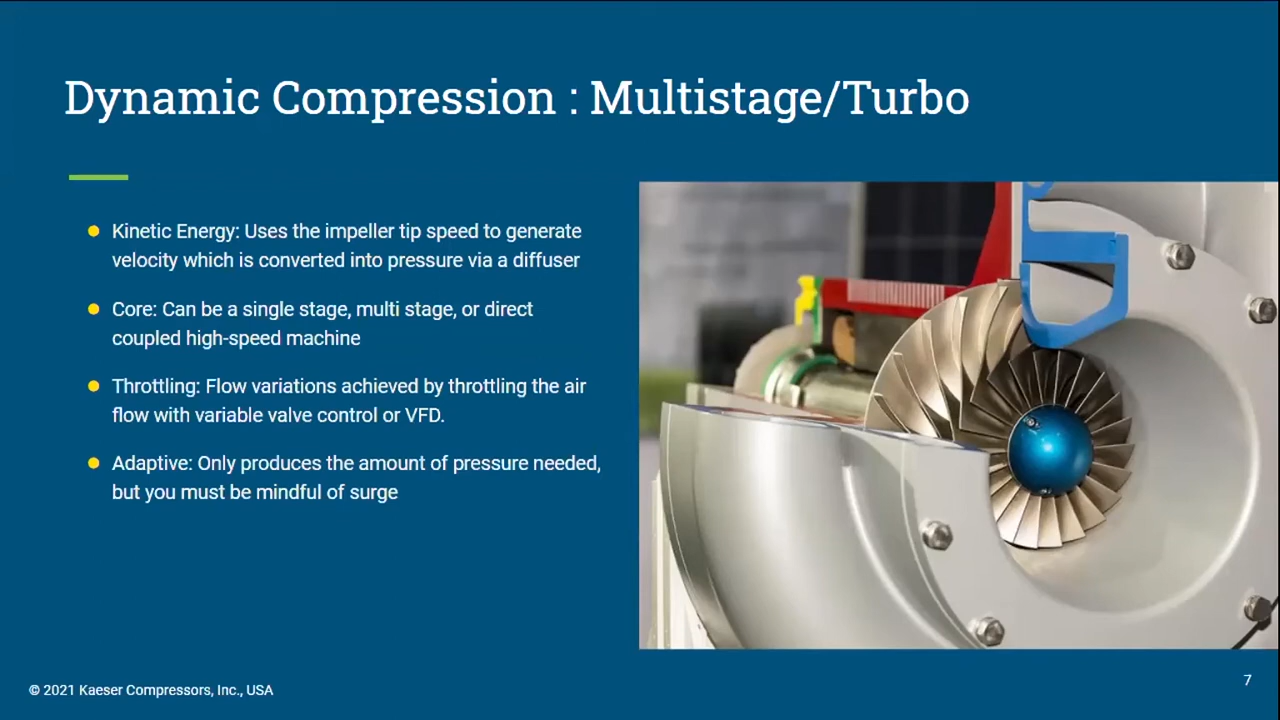 Dynamic Compression : Multistage/Turbo
Kinetic Energy: Uses the impeller tip speed to generate
velocity which is converted into pressure via a diffuser
Core: Can be a single stage, multi stage, or direct
coupled high-speed machine
Throttling: Flow variations achieved by throttling the air
flow with variable valve control or VFD.
Adaptive: Only produces the amount of pressure needed,
but you must be mindful of surge
© 2021 Kaeser Compressors, Inc., USA
7